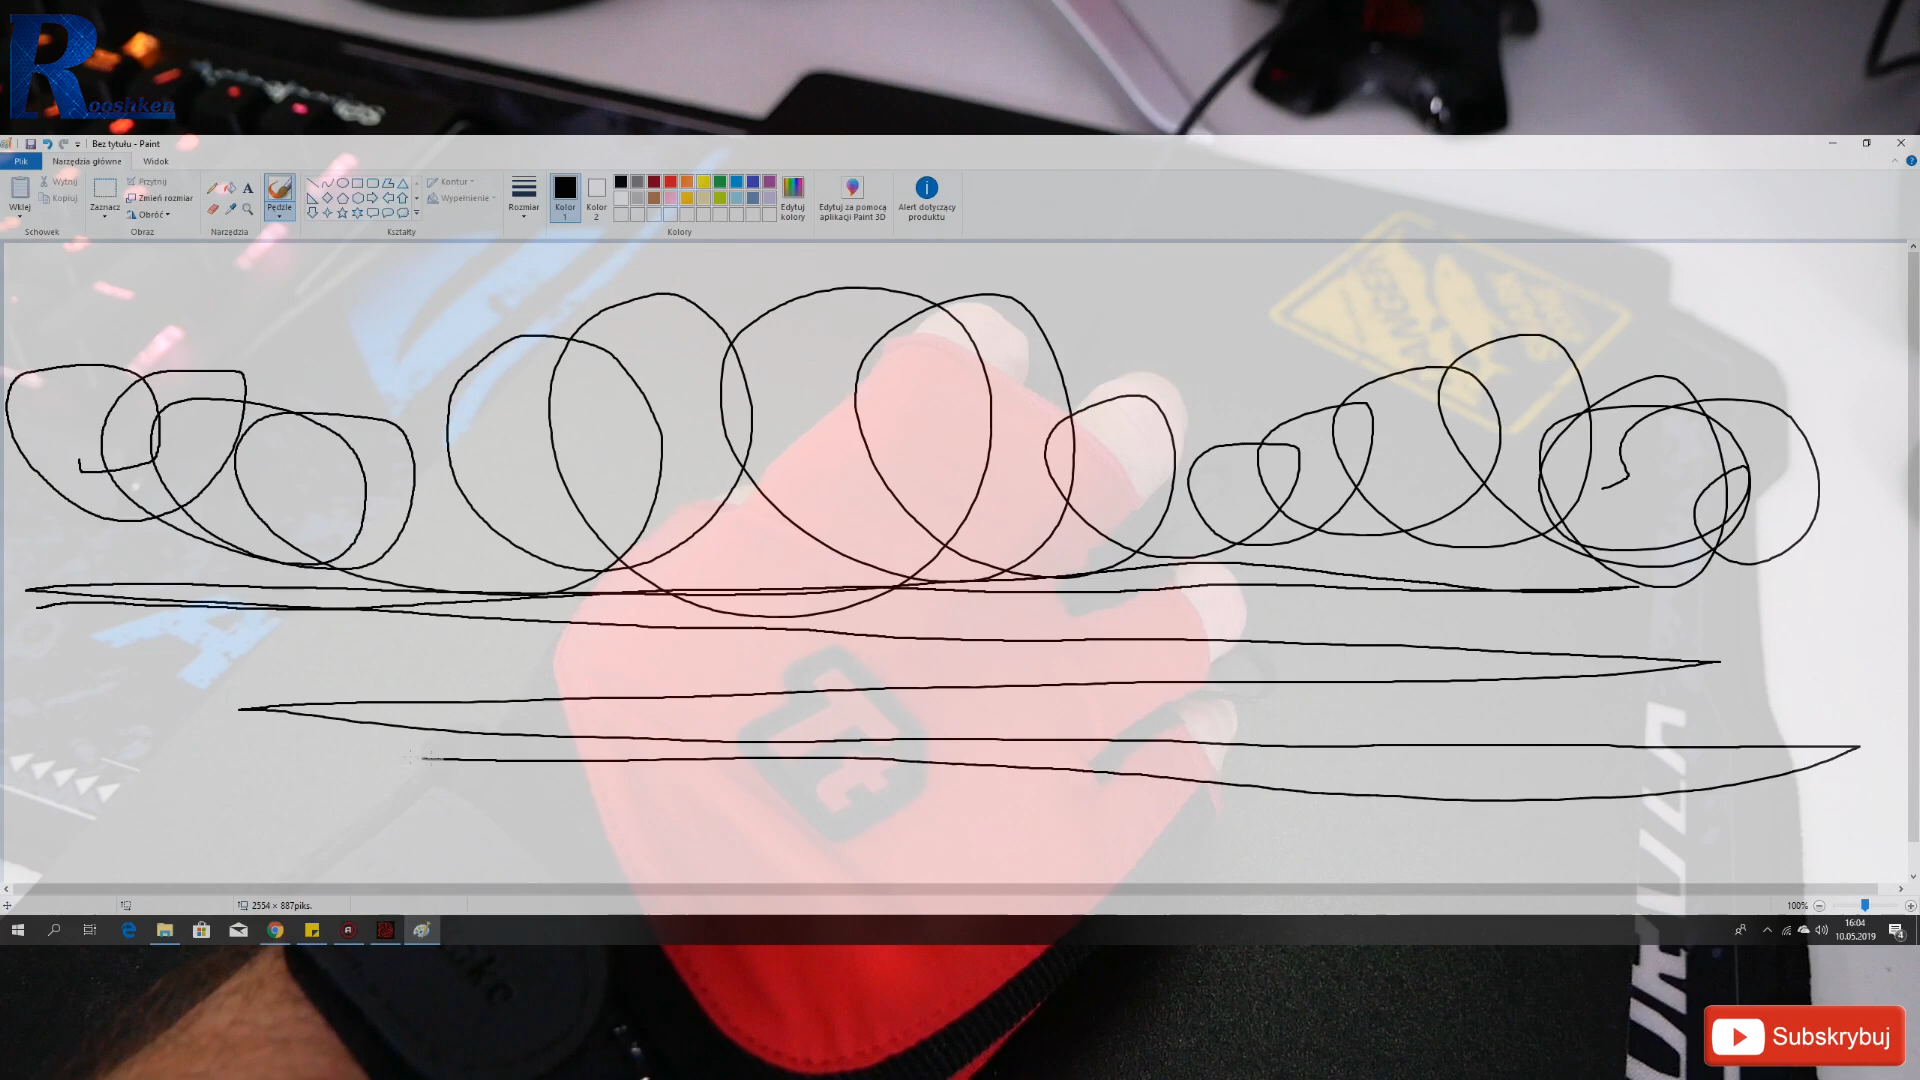 Rooshken
Bez tytułu - Paint
Plik Narzędzia główne Widok
Wklej
Wytnij
Kopiuj
Schowek
Zaznacz
Przytnij
Zmień rozmiar
Obróć
Obraz
A
Narzędzia
Pędzle
Kontur
Wypełnienie
Kształty
Rozmiar
Kolor
1
Kolor
2
Edytuj
kolory
Kolory
Edytuj za pomocą
aplikacji Paint 3D
Alert dotyczący
produktu
2554 × 887piks.
100%
16:04
10.05.2019
4
Subskrybuj